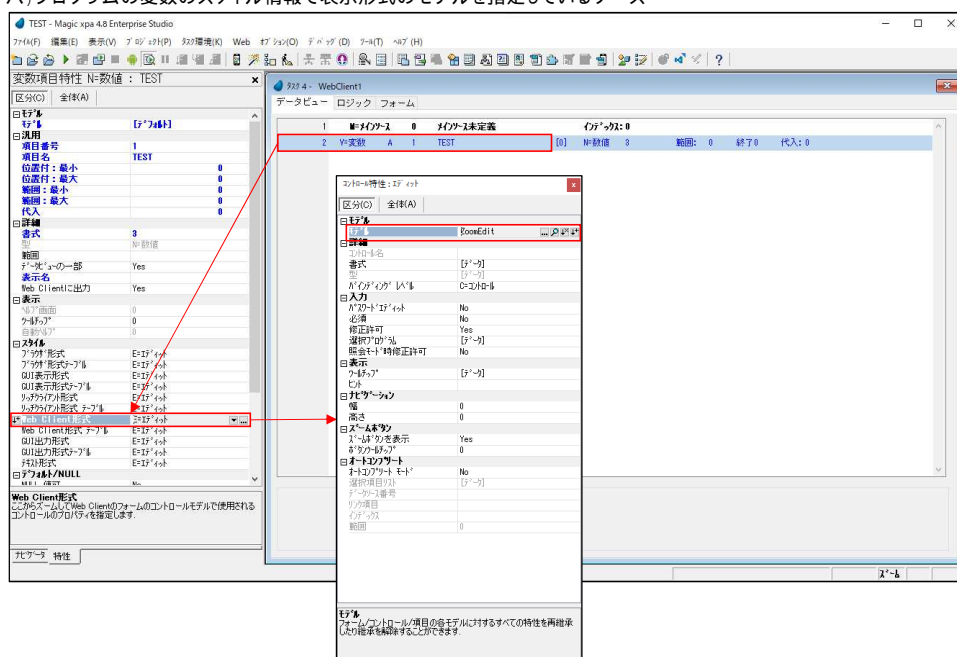 A)プログラムの変数のスタイル情報で表示形式のモデルを指定しているケース
TEST - Magic xpa 4.8 Enterprise Studio
ﾌｧｲﾙ(F) 編集(E) 表示(V) ﾌﾟﾛｼﾞｪｸﾄ(P) ﾀｽｸ環境(K) Web ｵﾌﾟｼｮﾝ(O) ﾃﾞﾊﾞｯｸﾞ(D) ﾂｰﾙ(T) ﾍﾙﾌﾟ(H)
変数項目特性 N=数値 : TEST
区分(C) 全体(A)
ﾓﾃﾞﾙ
ﾓﾃﾞﾙ [ﾃﾞﾌｫﾙﾄ]
汎用
項目番号 1
項目名 TEST
位置付:最小 0
位置付:最大 0
範囲:最小 0
範囲:最大 0
代入 0
詳細
書式 3
型 N=数値
範囲
ﾃﾞｰﾀﾋﾞｭｰの一部 Yes
表示名
Web Clientに出力 Yes
表示
ﾍﾙﾌﾟ画面 0
ﾂｰﾙﾁｯﾌﾟ 0
自動ﾍﾙﾌﾟ 0
ｽﾀｲﾙ
ﾌﾞﾗｳｻﾞ形式 E=ｴﾃﾞｨｯﾄ
ﾌﾞﾗｳｻﾞ形式ﾃｰﾌﾞﾙ E=ｴﾃﾞｨｯﾄ
GUI表示形式 E=ｴﾃﾞｨｯﾄ
GUI表示形式ﾃｰﾌﾞﾙ E=ｴﾃﾞｨｯﾄ
ﾘｯﾁｸﾗｲｱﾝﾄ形式 E=ｴﾃﾞｨｯﾄ
ﾘｯﾁｸﾗｲｱﾝﾄ形式 ﾃｰﾌﾞﾙ E=ｴﾃﾞｨｯﾄ
Web Client形式 E=ｴﾃﾞｨｯﾄ
Web Client形式 ﾃｰﾌﾞﾙ E=ｴﾃﾞｨｯﾄ
GUI出力形式 E=ｴﾃﾞｨｯﾄ
GUI出力形式ﾃｰﾌﾞﾙ E=ｴﾃﾞｨｯﾄ
ﾃｷｽﾄ形式 E=ｴﾃﾞｨｯﾄ
ﾃﾞﾌｫﾙﾄ/NULL
NULL 値可 No
Web Client形式
ここからズームしてWeb Clientのフォームのコントロールモデルで使用される
コントロールのプロパティを指定します.
ﾅﾋﾞｹﾞｰﾀ 特性
ﾀｽｸ 4 - WebClient1
データビュー ロジック フォーム
1 M=ﾒｲﾝｿｰｽ 0 ﾒｲﾝｿｰｽ未定義 ｲﾝﾃﾞｯｸｽ: 0
2 V=変数 A 1 TEST [0] N=数値 3 範囲: 0 終了0 代入: 0
ｺﾝﾄﾛｰﾙ特性 : ｴﾃﾞｨｯﾄ
区分(C) 全体(A)
ﾓﾃﾞﾙ
ﾓﾃﾞﾙ RoomEdit
詳細
ｺﾝﾄﾛｰﾙ名
書式 [ﾃﾞｰﾀ]
型 [ﾃﾞｰﾀ]
ﾊﾞｲﾝﾃﾞｨﾝｸﾞ ﾚﾍﾞﾙ C=ｺﾝﾄﾛｰﾙ
入力
ﾊﾟｽﾜｰﾄﾞｴﾃﾞｨｯﾄ No
必須 No
修正許可 Yes
選択ﾌﾟﾛｸﾞﾗﾑ [ﾃﾞｰﾀ]
照会ﾓｰﾄﾞ時修正許可 No
表示
ﾂｰﾙﾁｯﾌﾟ [ﾃﾞｰﾀ]
ﾋﾝﾄ
ﾅﾋﾞｹﾞｰｼｮﾝ
幅 0
高さ 0
ｽﾞｰﾑﾎﾞﾀﾝ
ｽﾞｰﾑﾎﾞﾀﾝを表示 Yes
ﾎﾞﾀﾝﾂｰﾙﾁｯﾌﾟ 0
ｵｰﾄｺﾝﾌﾟﾘｰﾄ
ｵｰﾄｺﾝﾌﾟﾘｰﾄ ﾓｰﾄﾞ No
選択項目ﾘｽﾄ [ﾃﾞｰﾀ]
ﾃﾞｰﾀｿｰｽ番号
ﾘﾝｸ項目
ｲﾝﾃﾞｯｸｽ
範囲 0
ﾓﾃﾞﾙ
フォーム/コントロール/項目の各モデルに対するすべての特性を再継承
したり継承を解除することができます.
ｽﾞｰﾑ